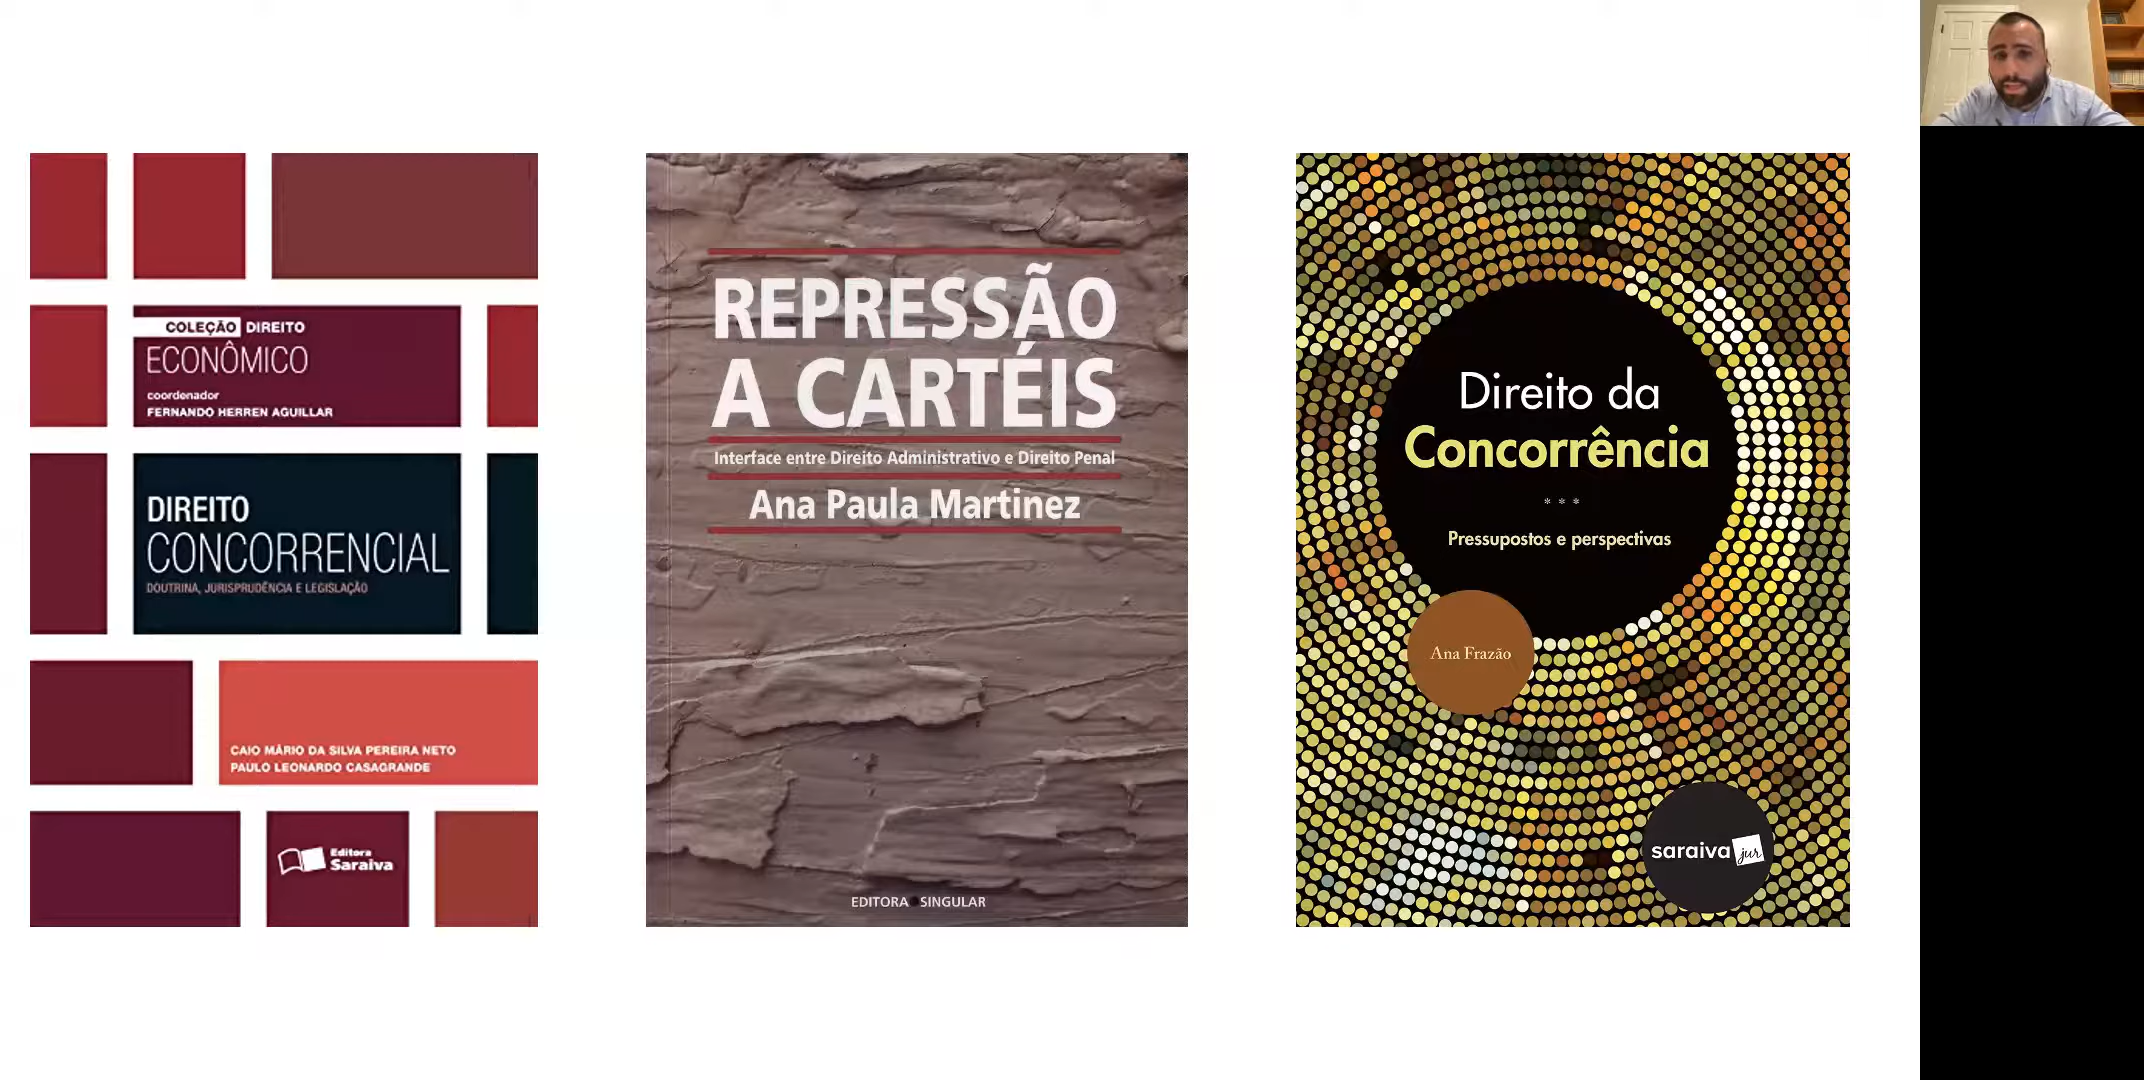 COLEÇÃO DIREITO
ECONÔMICO
coordenador
FERNANDO HERREN AGUILLAR
DIREITO
CONCORRENCIAL
DOUTRINA, JURISPRUDÊNCIA E LEGISLAÇÃO
CAIO MÁRIO DA SILVA PEREIRA NETO
PAULO LEONARDO CASAGRANDE
Editora
Saraiva
REPRESSÃO
A CARTÉIS
Interface entre Direito Administrativo e Direito Penal
Ana Paula Martinez
EDITORA SINGULAR
Direito da
Concorrência
* * *
Pressupostos e perspectivas
Ana Frazão
saraiva jur